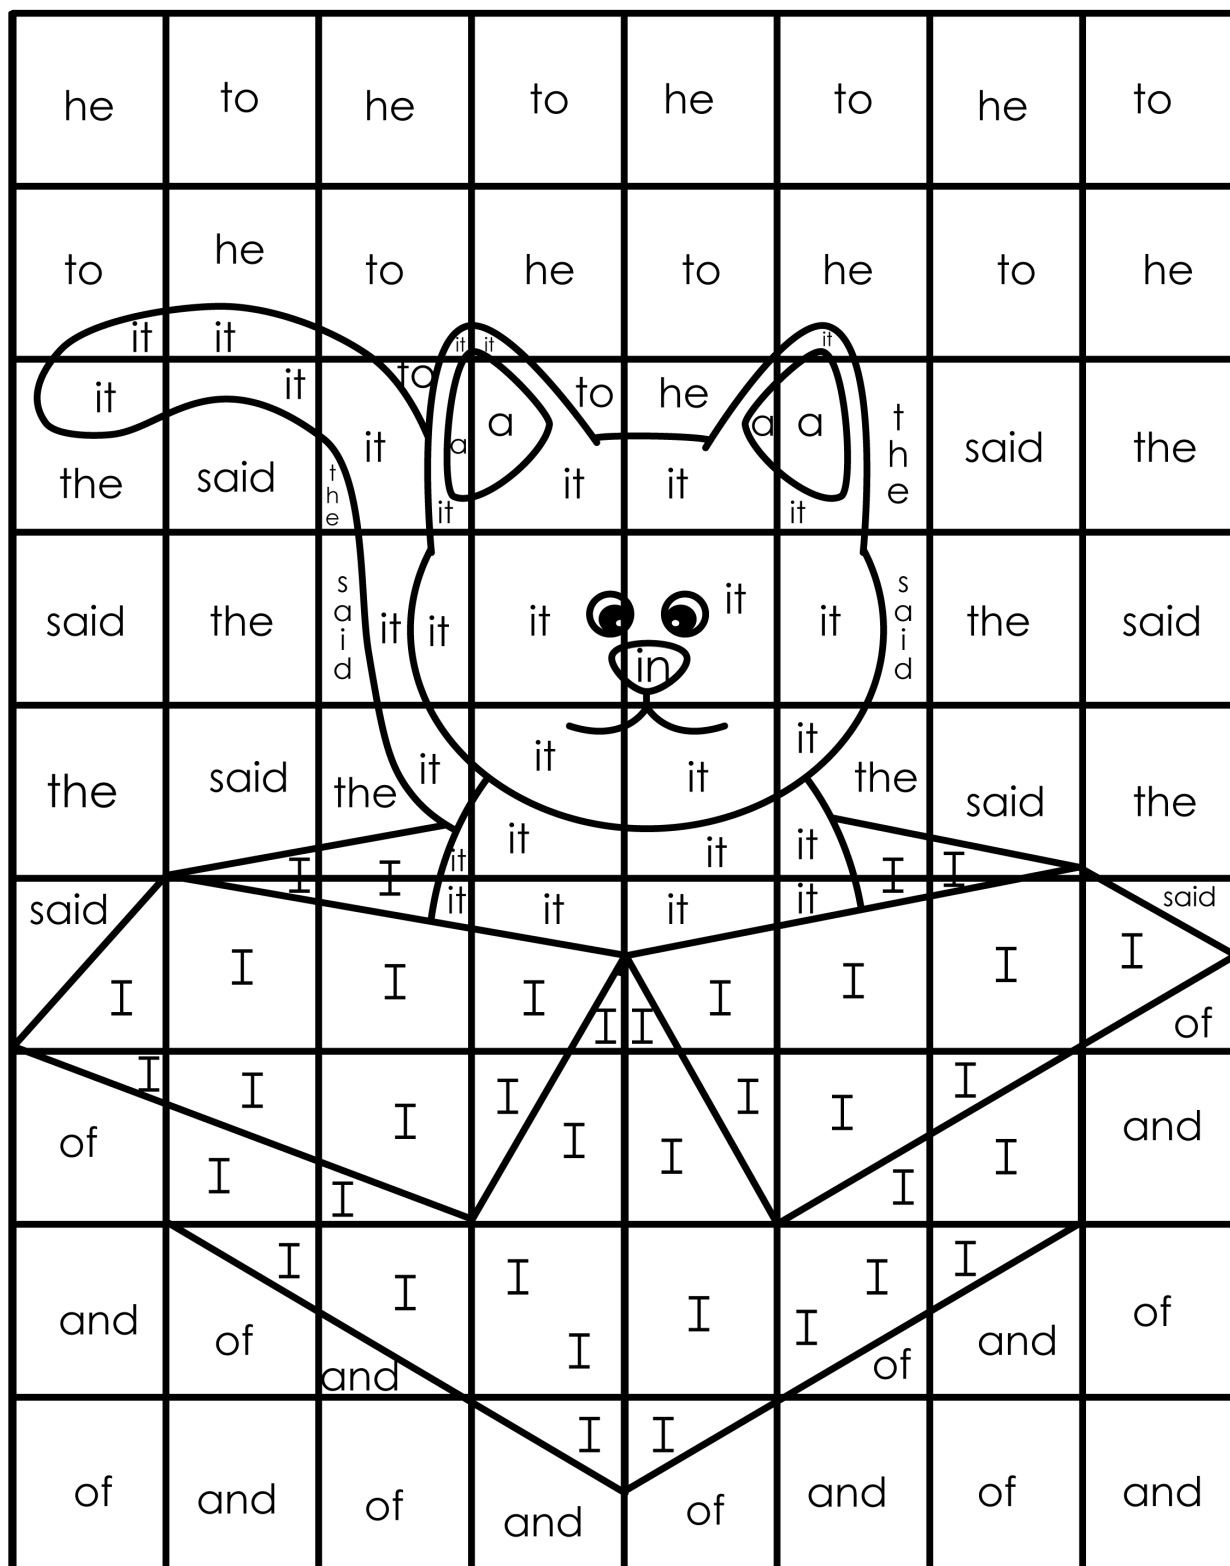 he to he to he to he to
to he to he to he to he
it it it it it
it it to to he the said the
it a a a a
the said the it it it it it
said the said it it it it it said the said
in
the said the it it it it the said the
it it it it
I I I I
said it it it it said
I I I I I I I I
I I of
I I I I I I
of I I I I and
I I
I I I I I
and of I I I and of
and of
I I
of and of and of and of and